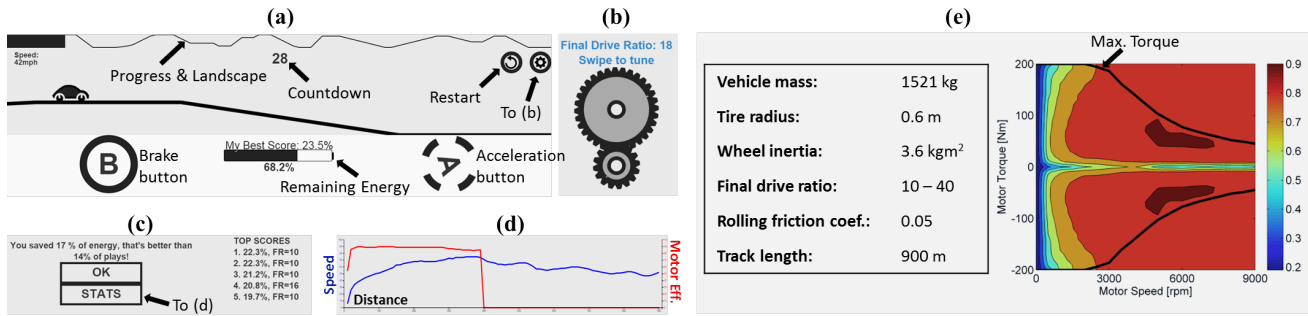 (a)
Speed:
42mph
Progress & Landscape
28
Countdown
Restart
To (b)
B
Brake
button
My Best Score: 23.5%
68.2%
Remaining Energy
A
Acceleration
button
(b)
Final Drive Ratio: 18
Swipe to tune
(c)
You saved 17 % of energy, that's better than
14% of plays!
OK
STATS
To (d)
TOP SCORES
1. 22.3%, FR=10
2. 22.3%, FR=10
3. 21.2%, FR=10
4. 20.8%, FR=16
5. 19.7%, FR=10
(d)
Speed
Distance
Motor Eff.
(e)
Vehicle mass: 1521 kg
Tire radius: 0.6 m
Wheel inertia: 3.6 kgm²
Final drive ratio: 10 – 40
Rolling friction coef.: 0.05
Track length: 900 m
Max. Torque
Motor Torque [Nm]
200
100
0
-100
-200
0 3000 6000 9000
Motor Speed [rpm]
0.9
0.8
0.7
0.6
0.5
0.4
0.3
0.2